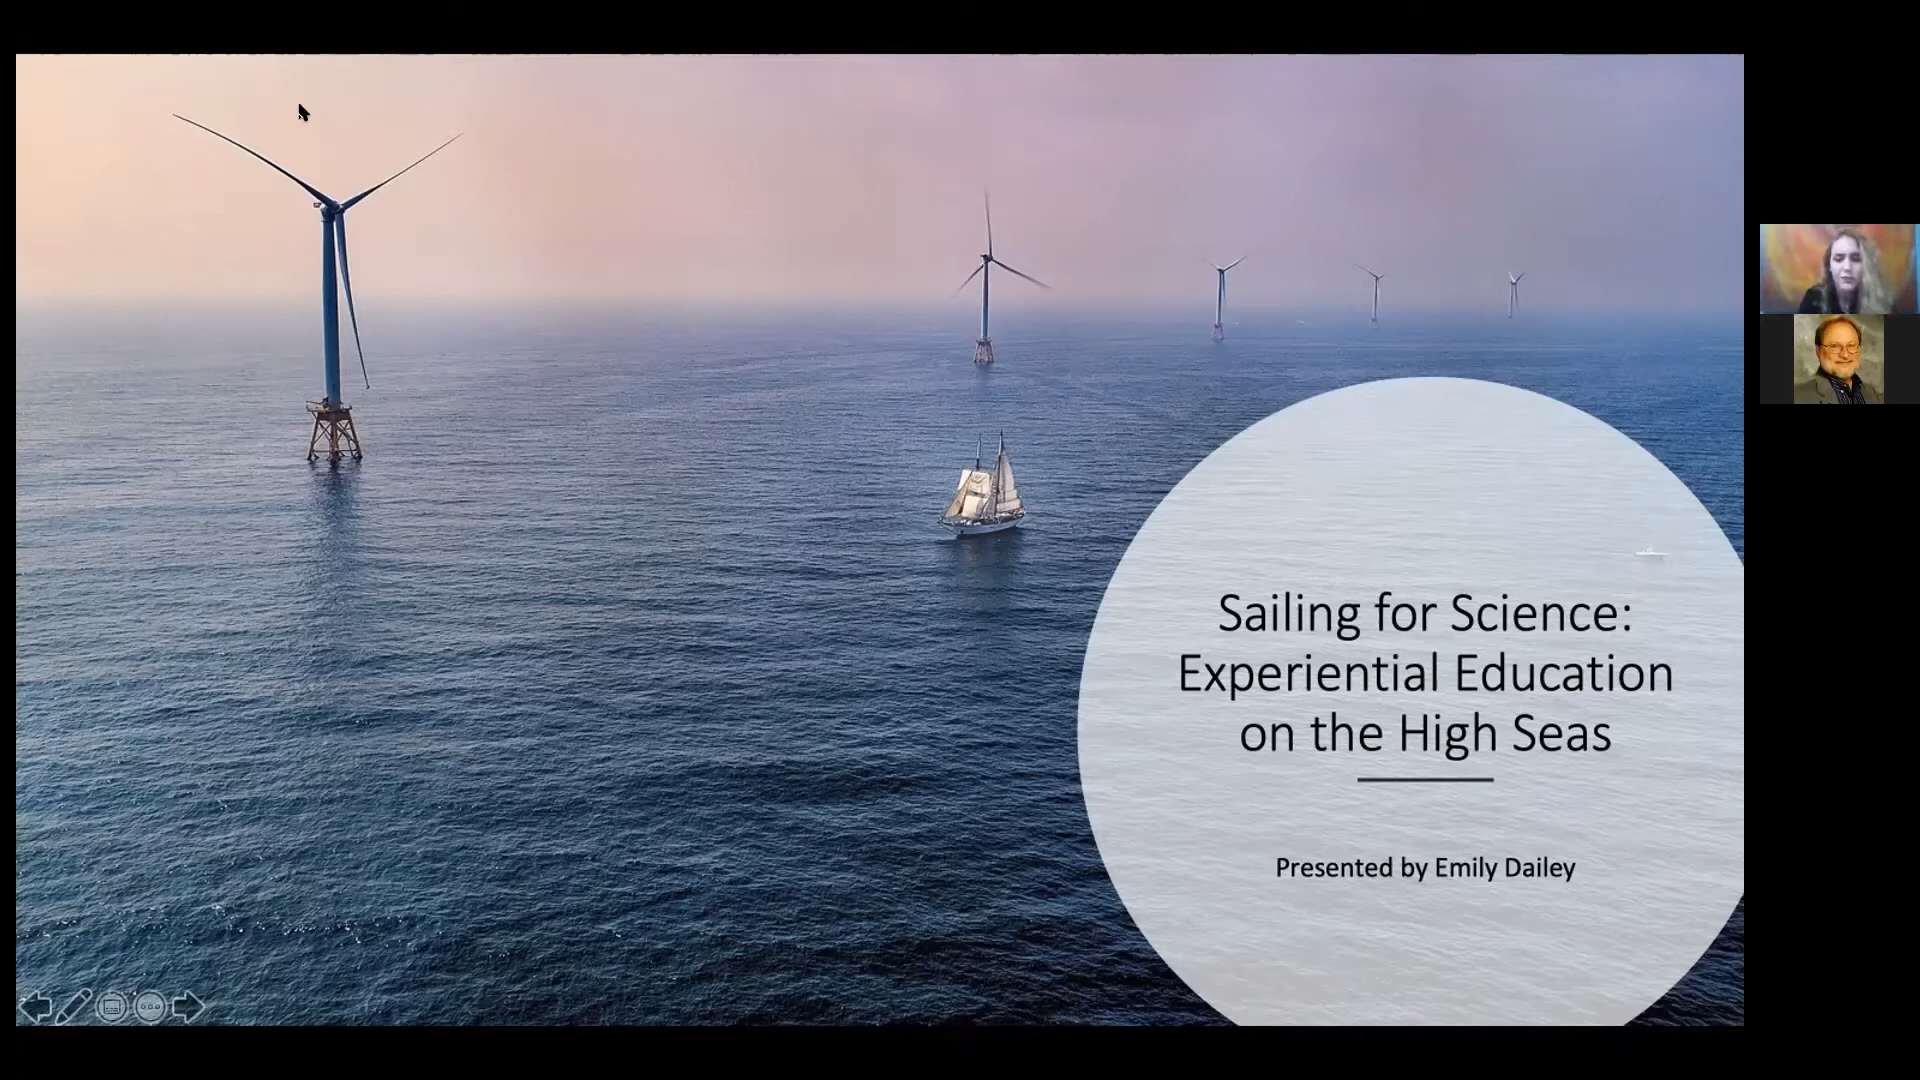 Sailing for Science:
Experiential Education
on the High Seas
Presented by Emily Dailey